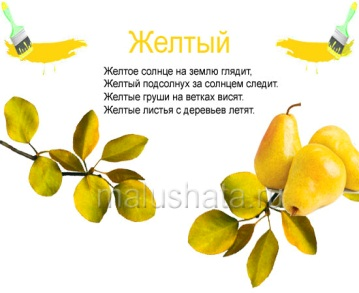 Желтый
Желтое солнце на землю глядит,
Желтый подсолнух за солнцем следит.
Желтые груши на ветках висят.
Желтые листья с деревьев летят.
malushata.ru